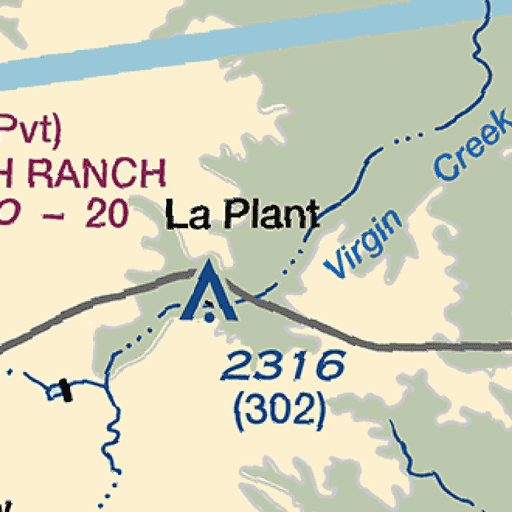 Pvt)
H RANCH
O - 20
La Plant
Virgin
Creek
2316
(302)